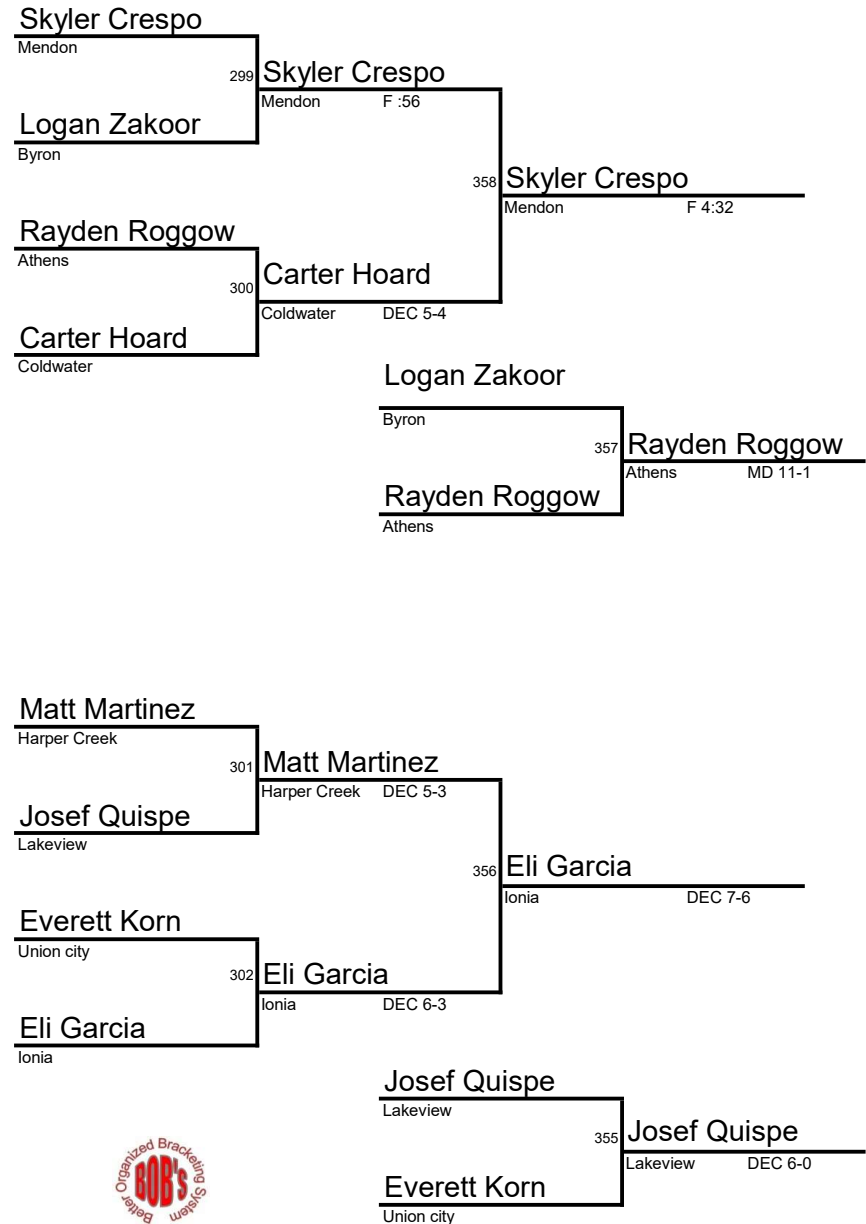 Skyler Crespo
Mendon
299 Skyler Crespo
Mendon F :56
Logan Zakoor
Byron
358 Skyler Crespo
Mendon F 4:32
Rayden Roggow
Athens
300 Carter Hoard
Coldwater DEC 5-4
Carter Hoard
Coldwater
Logan Zakoor
Byron
357 Rayden Roggow
Athens MD 11-1
Rayden Roggow
Athens
Matt Martinez
Harper Creek
301 Matt Martinez
Harper Creek DEC 5-3
Josef Quispe
Lakeview
356 Eli Garcia
Ionia DEC 7-6
Everett Korn
Union city
302 Eli Garcia
Ionia DEC 6-3
Eli Garcia
Ionia
Josef Quispe
Lakeview
355 Josef Quispe
Lakeview DEC 6-0
Everett Korn
Union city
BOB'S
Better Organized Bracketing System